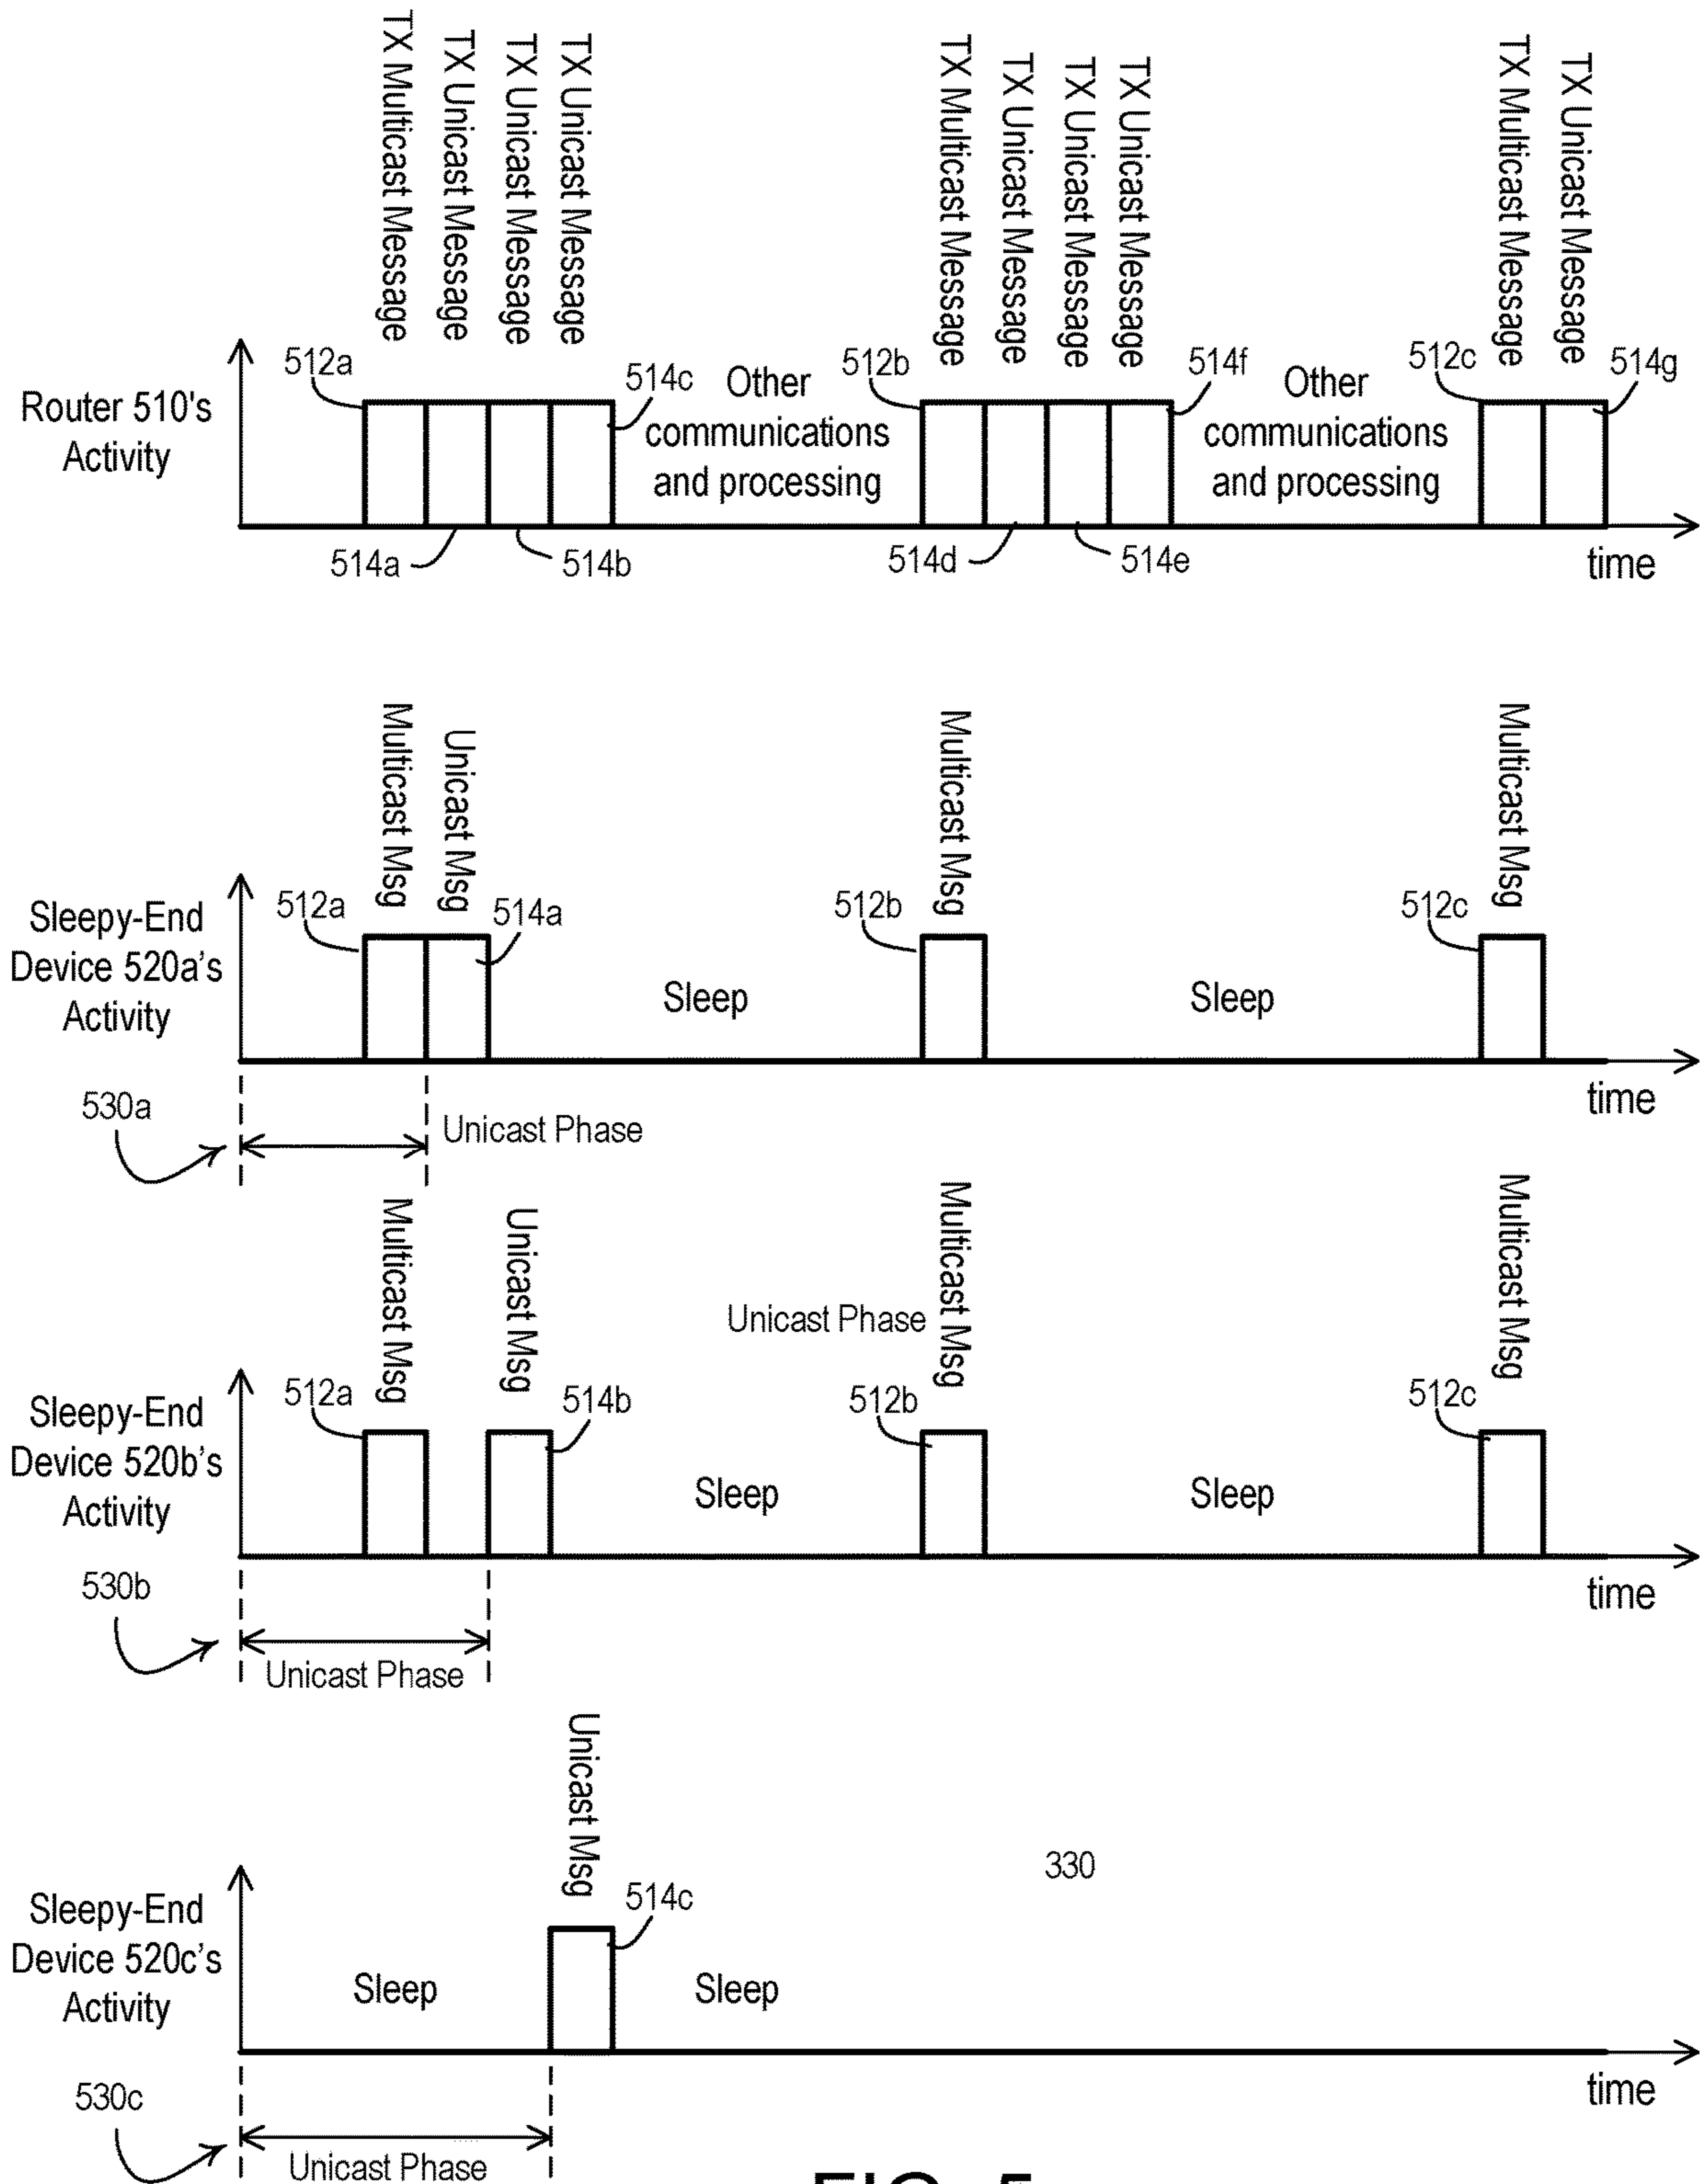 TX Multicast Message
TX Unicast Message
TX Unicast Message
TX Unicast Message
TX Multicast Message
TX Unicast Message
TX Unicast Message
TX Unicast Message
TX Multicast Message
TX Unicast Message
Router 510's
Activity
512a
514c
Other
communications
and processing
512b
514f
Other
communications
and processing
512c
514g
514a
514b
514d
514e
time
Multicast Msg
Unicast Msg
Multicast Msg
Multicast Msg
Sleepy-End
Device 520a's
Activity
512a
514a
Sleep
512b
Sleep
512c
time
530a
Unicast Phase
Multicast Msg
Unicast Msg
Unicast Phase
Multicast Msg
Multicast Msg
Sleepy-End
Device 520b's
Activity
512a
514b
Sleep
512b
Sleep
512c
time
530b
Unicast Phase
Unicast Msg
330
Sleepy-End
Device 520c's
Activity
Sleep
514c
Sleep
time
530c
Unicast Phase
FIG. 5